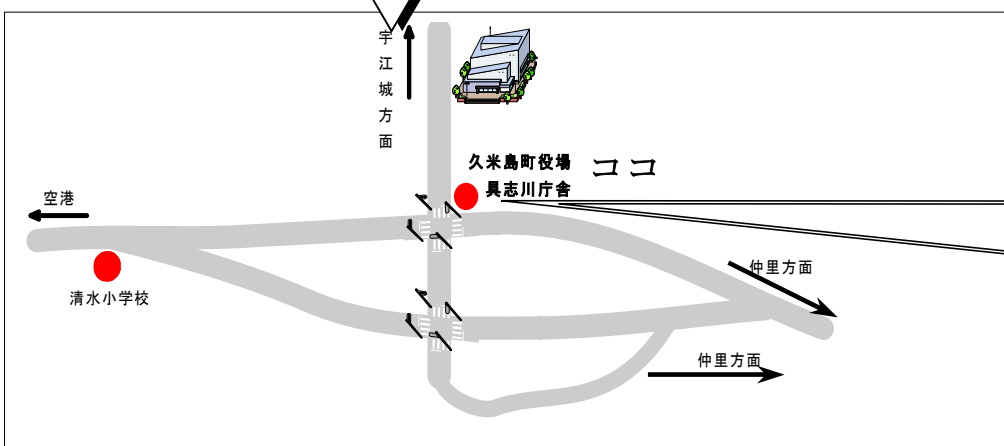 宇江城方面
久米島町役場 ココ
具志川庁舎
空港
仲里方面
清水小学校
仲里方面